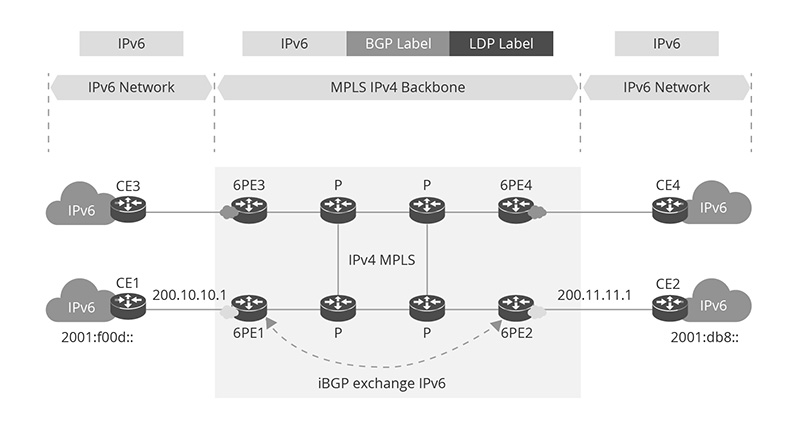 IPv6
IPv6
BGP Label
LDP Label
IPv6
IPv6 Network
MPLS IPv4 Backbone
IPv6 Network
CE3
6PE3
P
P
6PE4
CE4
IPv6
IPv6
IPv4 MPLS
CE1
200.10.10.1
200.11.11.1
CE2
IPv6
IPv6
2001:f00d::
6PE1
P
P
6PE2
2001:db8::
iBGP exchange IPv6